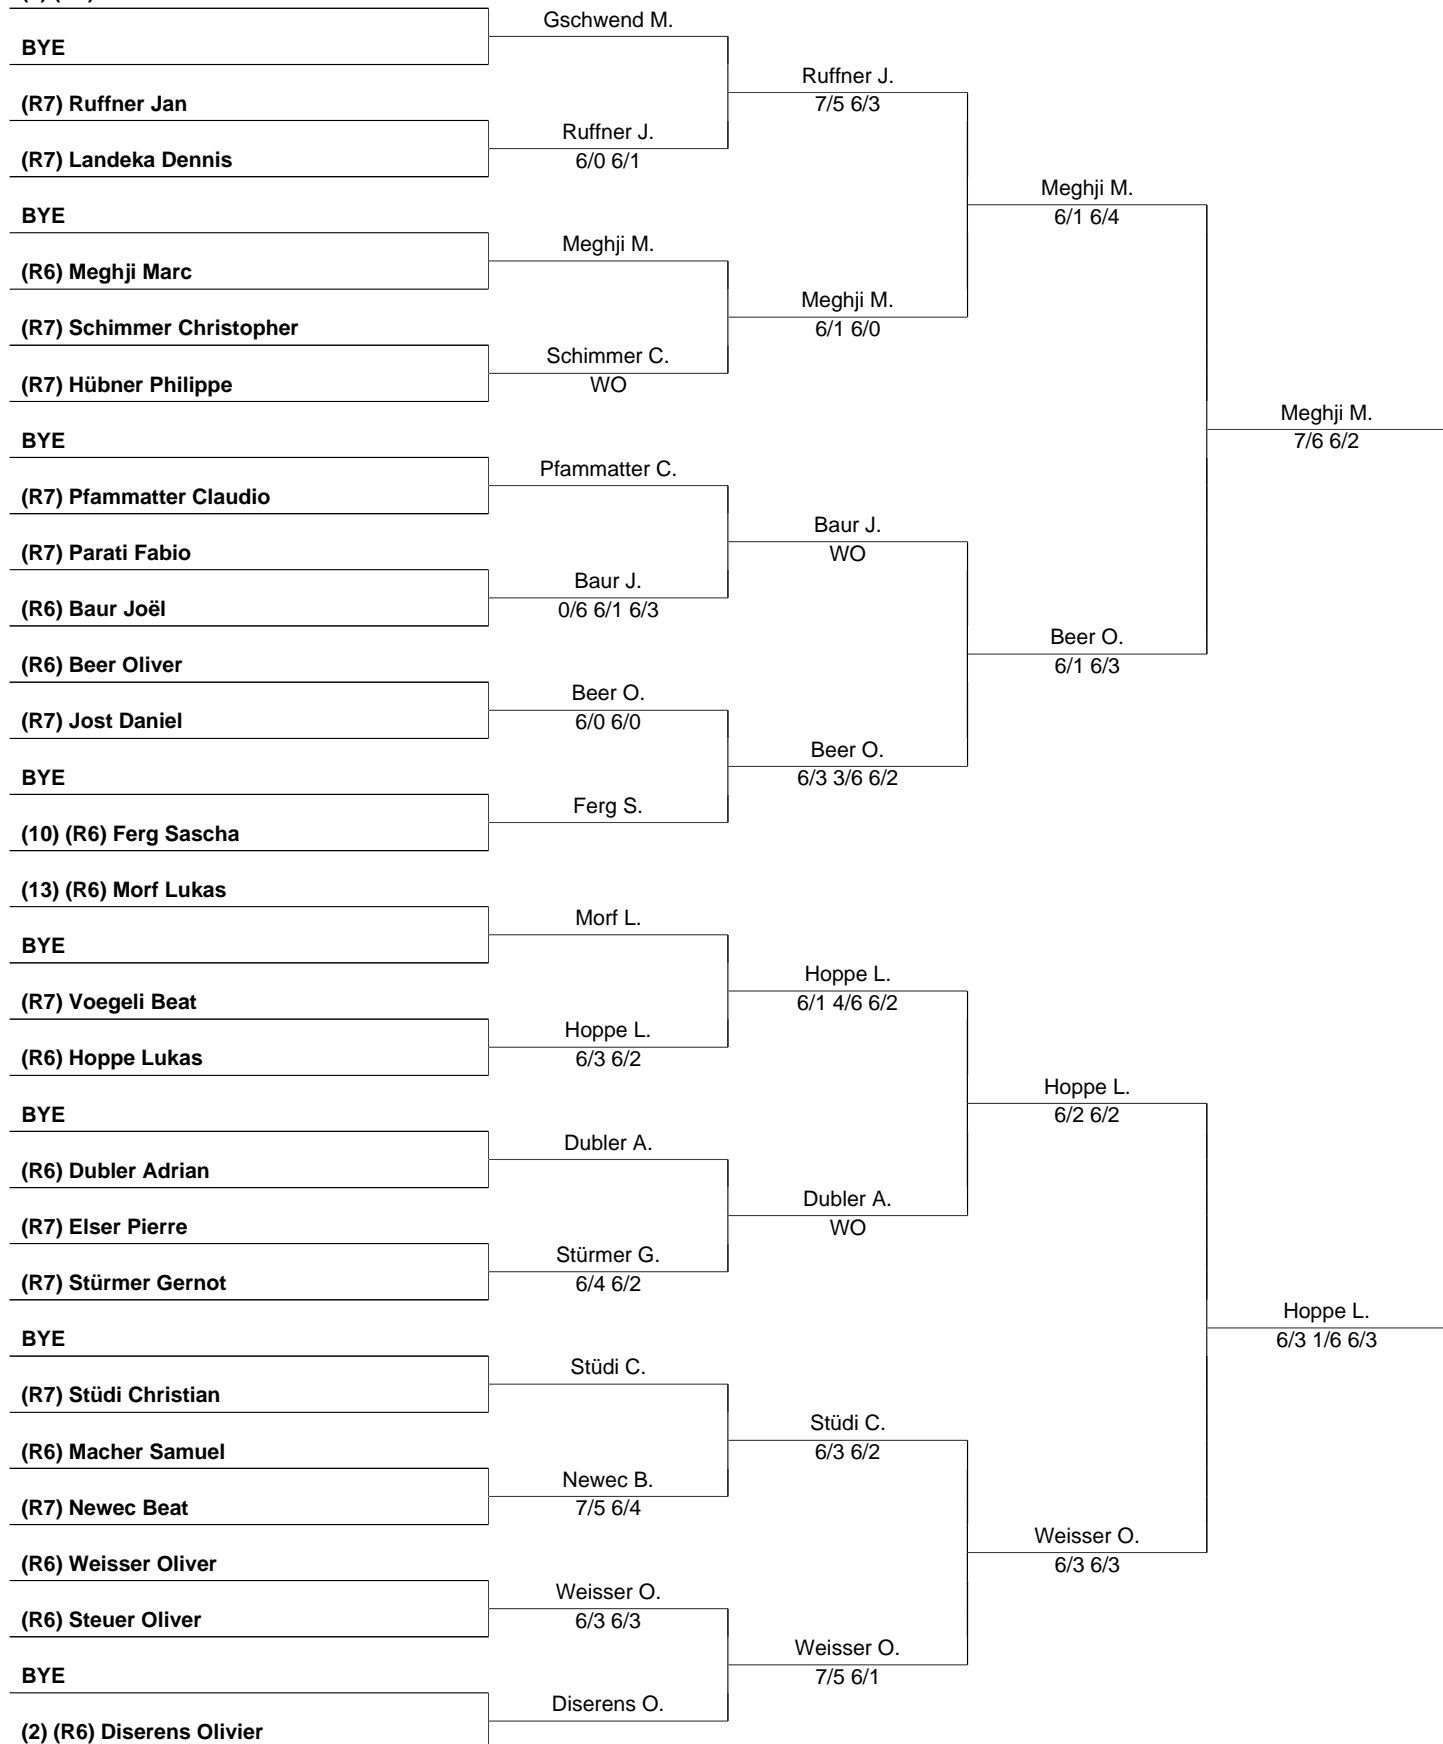 Gschwend M.
BYE
Ruffner J.
7/5 6/3
(R7) Ruffner Jan
Ruffner J.
6/0 6/1
(R7) Landeka Dennis
Meghji M.
6/1 6/4
BYE
Meghji M.
(R6) Meghji Marc
Meghji M.
6/1 6/0
(R7) Schimmer Christopher
Schimmer C.
WO
(R7) Hübner Philippe
Meghji M.
7/6 6/2
BYE
Pfammatter C.
(R7) Pfammatter Claudio
Baur J.
WO
(R7) Parati Fabio
Baur J.
0/6 6/1 6/3
(R6) Baur Joël
Beer O.
6/1 6/3
(R6) Beer Oliver
Beer O.
6/0 6/0
(R7) Jost Daniel
Beer O.
6/3 3/6 6/2
BYE
Ferg S.
(10) (R6) Ferg Sascha
(13) (R6) Morf Lukas
Morf L.
BYE
Hoppe L.
6/1 4/6 6/2
(R7) Voegeli Beat
Hoppe L.
6/3 6/2
(R6) Hoppe Lukas
Hoppe L.
6/2 6/2
BYE
Dubler A.
(R6) Dubler Adrian
Dubler A.
WO
(R7) Elser Pierre
Stürmer G.
6/4 6/2
(R7) Stürmer Gernot
Hoppe L.
6/3 1/6 6/3
BYE
Stüdi C.
(R7) Stüdi Christian
Stüdi C.
6/3 6/2
(R6) Macher Samuel
Newec B.
7/5 6/4
(R7) Newec Beat
Weisser O.
6/3 6/3
(R6) Weisser Oliver
Weisser O.
6/3 6/3
(R6) Steuer Oliver
Weisser O.
7/5 6/1
BYE
Diserens O.
(2) (R6) Diserens Olivier